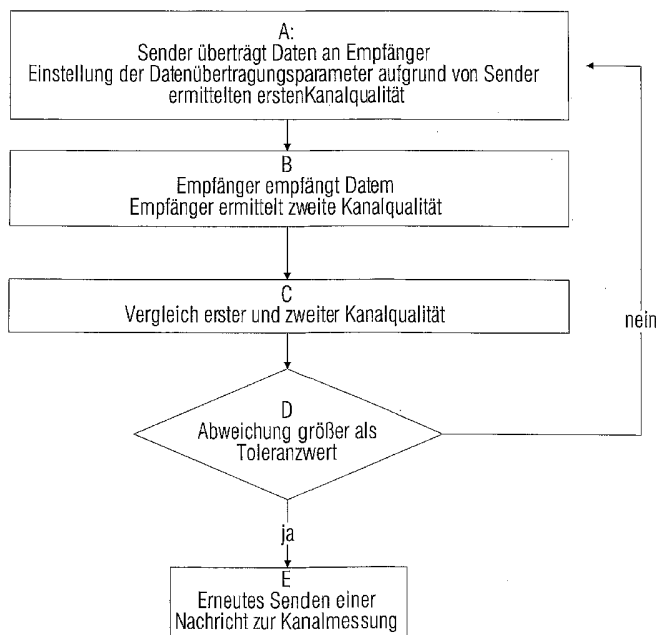 A:
Sender überträgt Daten an Empfänger
Einstellung der Datenübertragungsparameter aufgrund von Sender
ermittelten erstenKanalqualität
B
Empfänger empfängt Datem
Empfänger ermittelt zweite Kanalqualität
C
Vergleich erster und zweiter Kanalqualität
nein
D
Abweichung größer als
Toleranzwert
ja
E
Erneutes Senden einer
Nachricht zur Kanalmessung